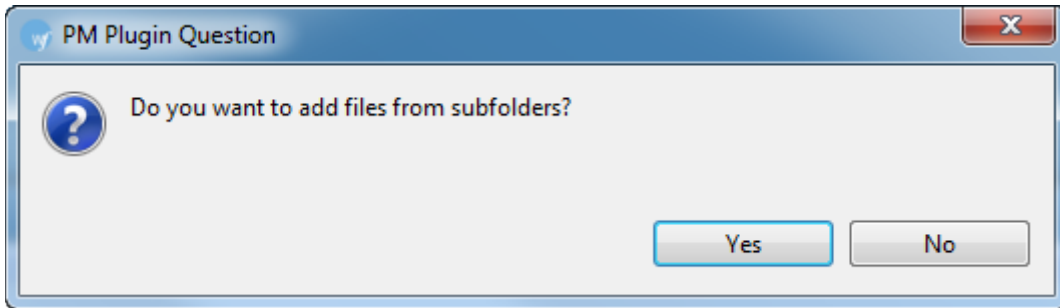 PM Plugin Question
Do you want to add files from subfolders?
Yes
No